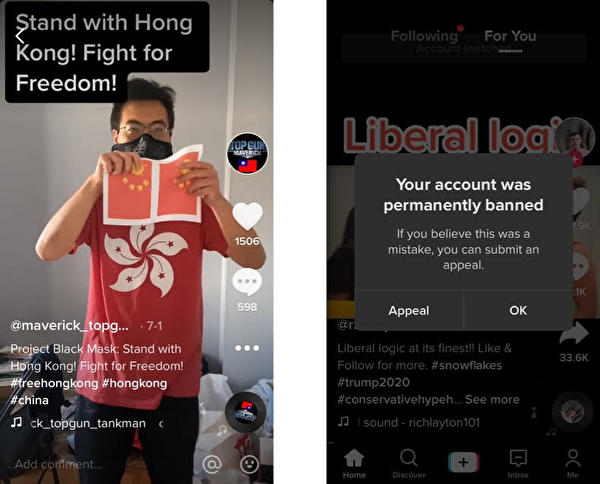 Stand with Hong
Kong! Fight for
Freedom!
TOP GUN
MAVERICK
1506
598
@maverick_topg... · 7-1
Project Black Mask: Stand with
Hong Kong! Fight for Freedom!
#freehongkong #hongkong
#china
ck_topgun_tankman
Add comment...
@
Following For You
Account switched
Liberal logic
Your account was
permanently banned
If you believe this was a
mistake, you can submit an
appeal.
Appeal OK
33.6K
Liberal logic at its finest!! Like &
Follow for more. #snowflakes
#trump2020
#conservativehypeh... See more
l sound - richlayton101
Home Discover Inbox Me